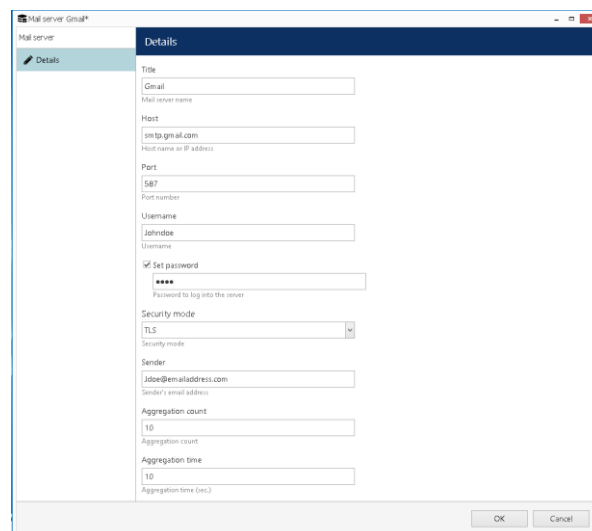 Mail server Gmail*
Mail server
Details
Details
Title
Gmail
Mail server name
Host
smtp.gmail.com
Host name or IP address
Port
587
Port number
Username
Johndoe
Username
Set password
Password to log into the server
Security mode
TLS
Security mode
Sender
Jdoe@emailaddress.com
Sender's email address
Aggregation count
10
Aggregation count
Aggregation time
10
Aggregation time (sec.)
OK
Cancel